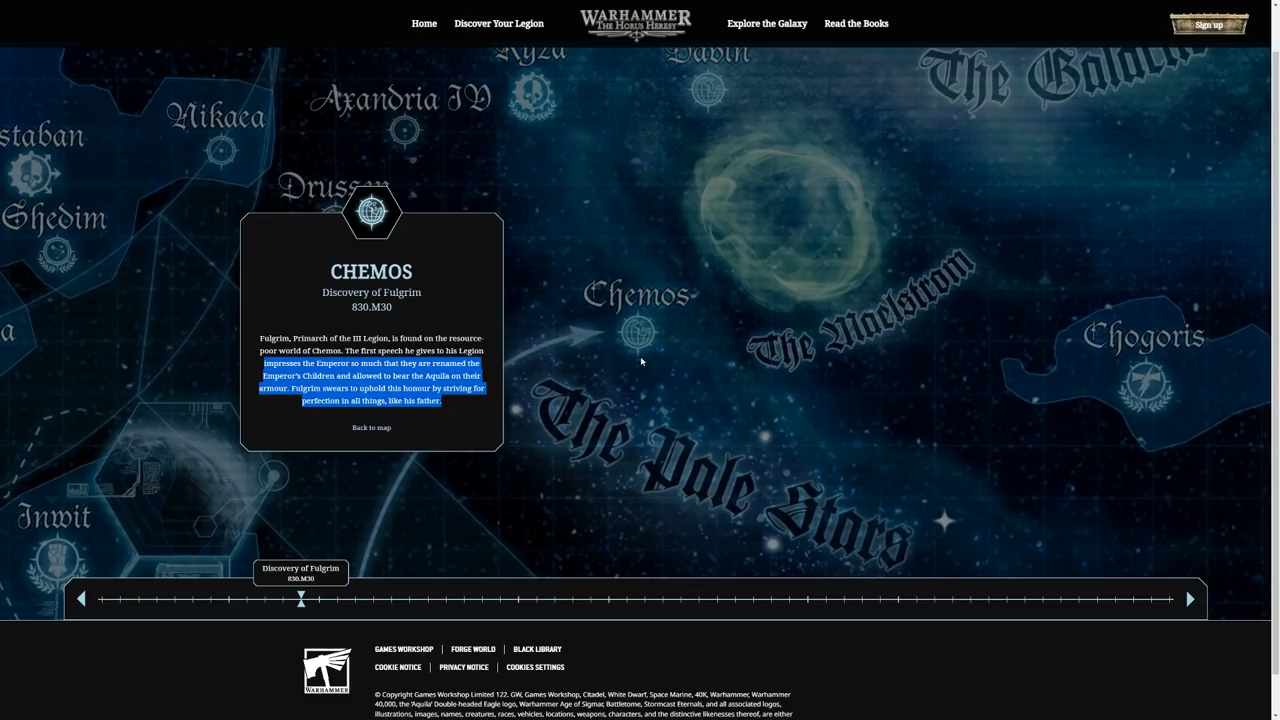 Home
Discover Your Legion
WARHAMMER
THE HORUS HERESY
Explore the Galaxy
Read the Books
Sign up
Ryza
Davin
The Galactic
Nikaea
Axandria IV
staban
Shedim
CHEMOS
Discovery of Fulgrim
830.M30
Fulgrim, Primarch of the III Legion, is found on the resource-
poor world of Chemos. The first speech he gives to his Legion
impresses the Emperor so much that they are renamed the
Emperor's Children and allowed to bear the Aquila on their
armour. Fulgrim swears to uphold this honour by striving for
perfection in all things, like his father.
Back to map
Chemos
The Maelstrom
a
Chogoris
The Pale Stars
Inwit
Discovery of Fulgrim
830.M30
WARHAMMER
GAMES WORKSHOP
FORGE WORLD
BLACK LIBRARY
COOKIE NOTICE
PRIVACY NOTICE
COOKIES SETTINGS
© Copyright Games Workshop Limited 122. GW, Games Workshop, Citadel, White Dwarf, Space Marine, 40K, Warhammer, Warhammer
40,000, the 'Aquila' Double-headed Eagle logo, Warhammer Age of Sigmar, Battletome, Stormcast Eternals, and all associated logos,
illustrations, images, names, creatures, races, vehicles, locations, weapons, characters, and the distinctive likenesses thereof, are either